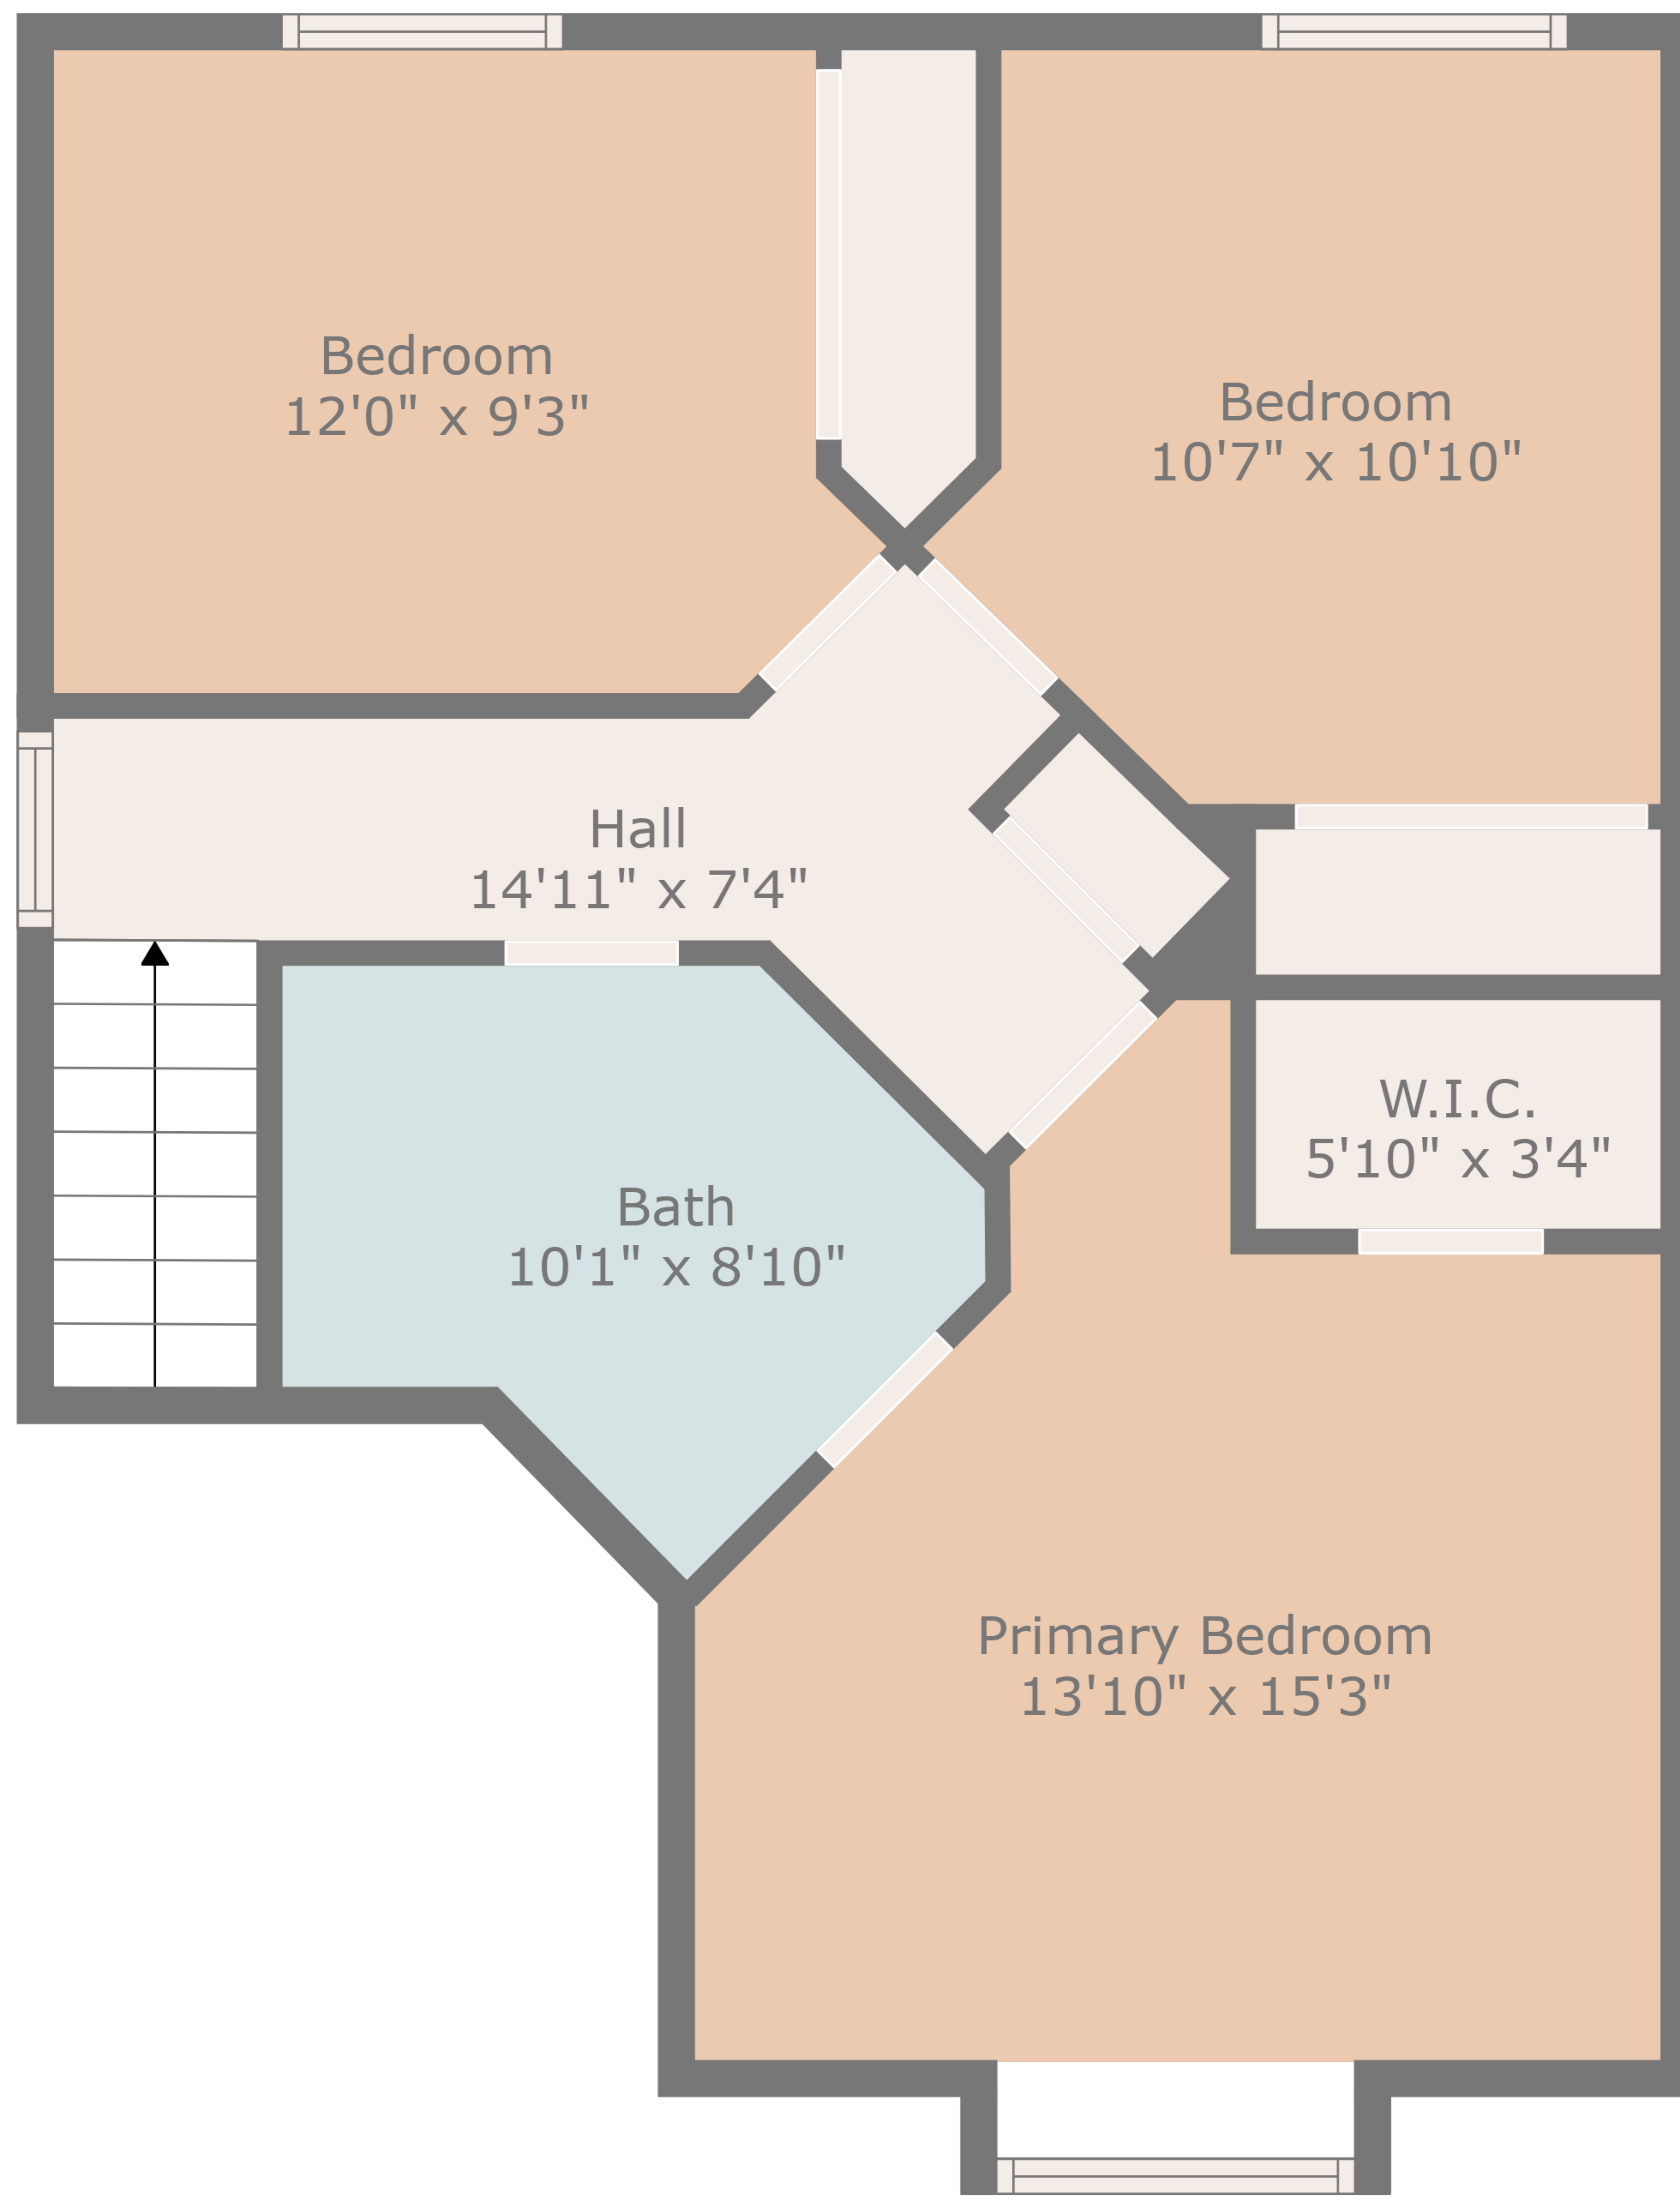 Bedroom
12'0" x 9'3"
Bedroom
10'7" x 10'10"
Hall
14'11" x 7'4"
W.I.C.
5'10" x 3'4"
Bath
10'1" x 8'10"
Primary Bedroom
13'10" x 15'3"